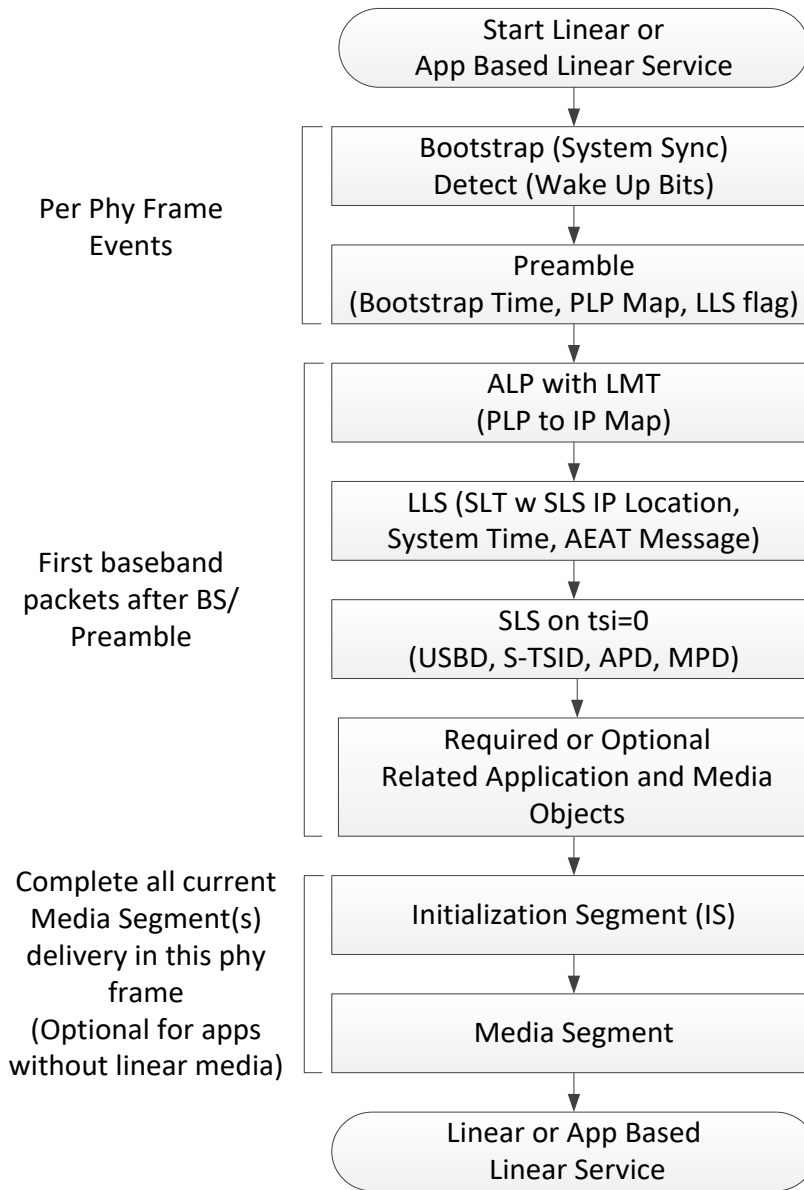 Start Linear or
App Based Linear Service
Per Phy Frame
Events
Bootstrap (System Sync)
Detect (Wake Up Bits)
Preamble
(Bootstrap Time, PLP Map, LLS flag)
First baseband
packets after BS/
Preamble
ALP with LMT
(PLP to IP Map)
LLS (SLT w SLS IP Location,
System Time, AEAT Message)
SLS on tsi=0
(USBD, S-TSID, APD, MPD)
Required or Optional
Related Application and Media
Objects
Complete all current
Media Segment(s)
delivery in this phy
frame
(Optional for apps
without linear media)
Initialization Segment (IS)
Media Segment
Linear or App Based
Linear Service